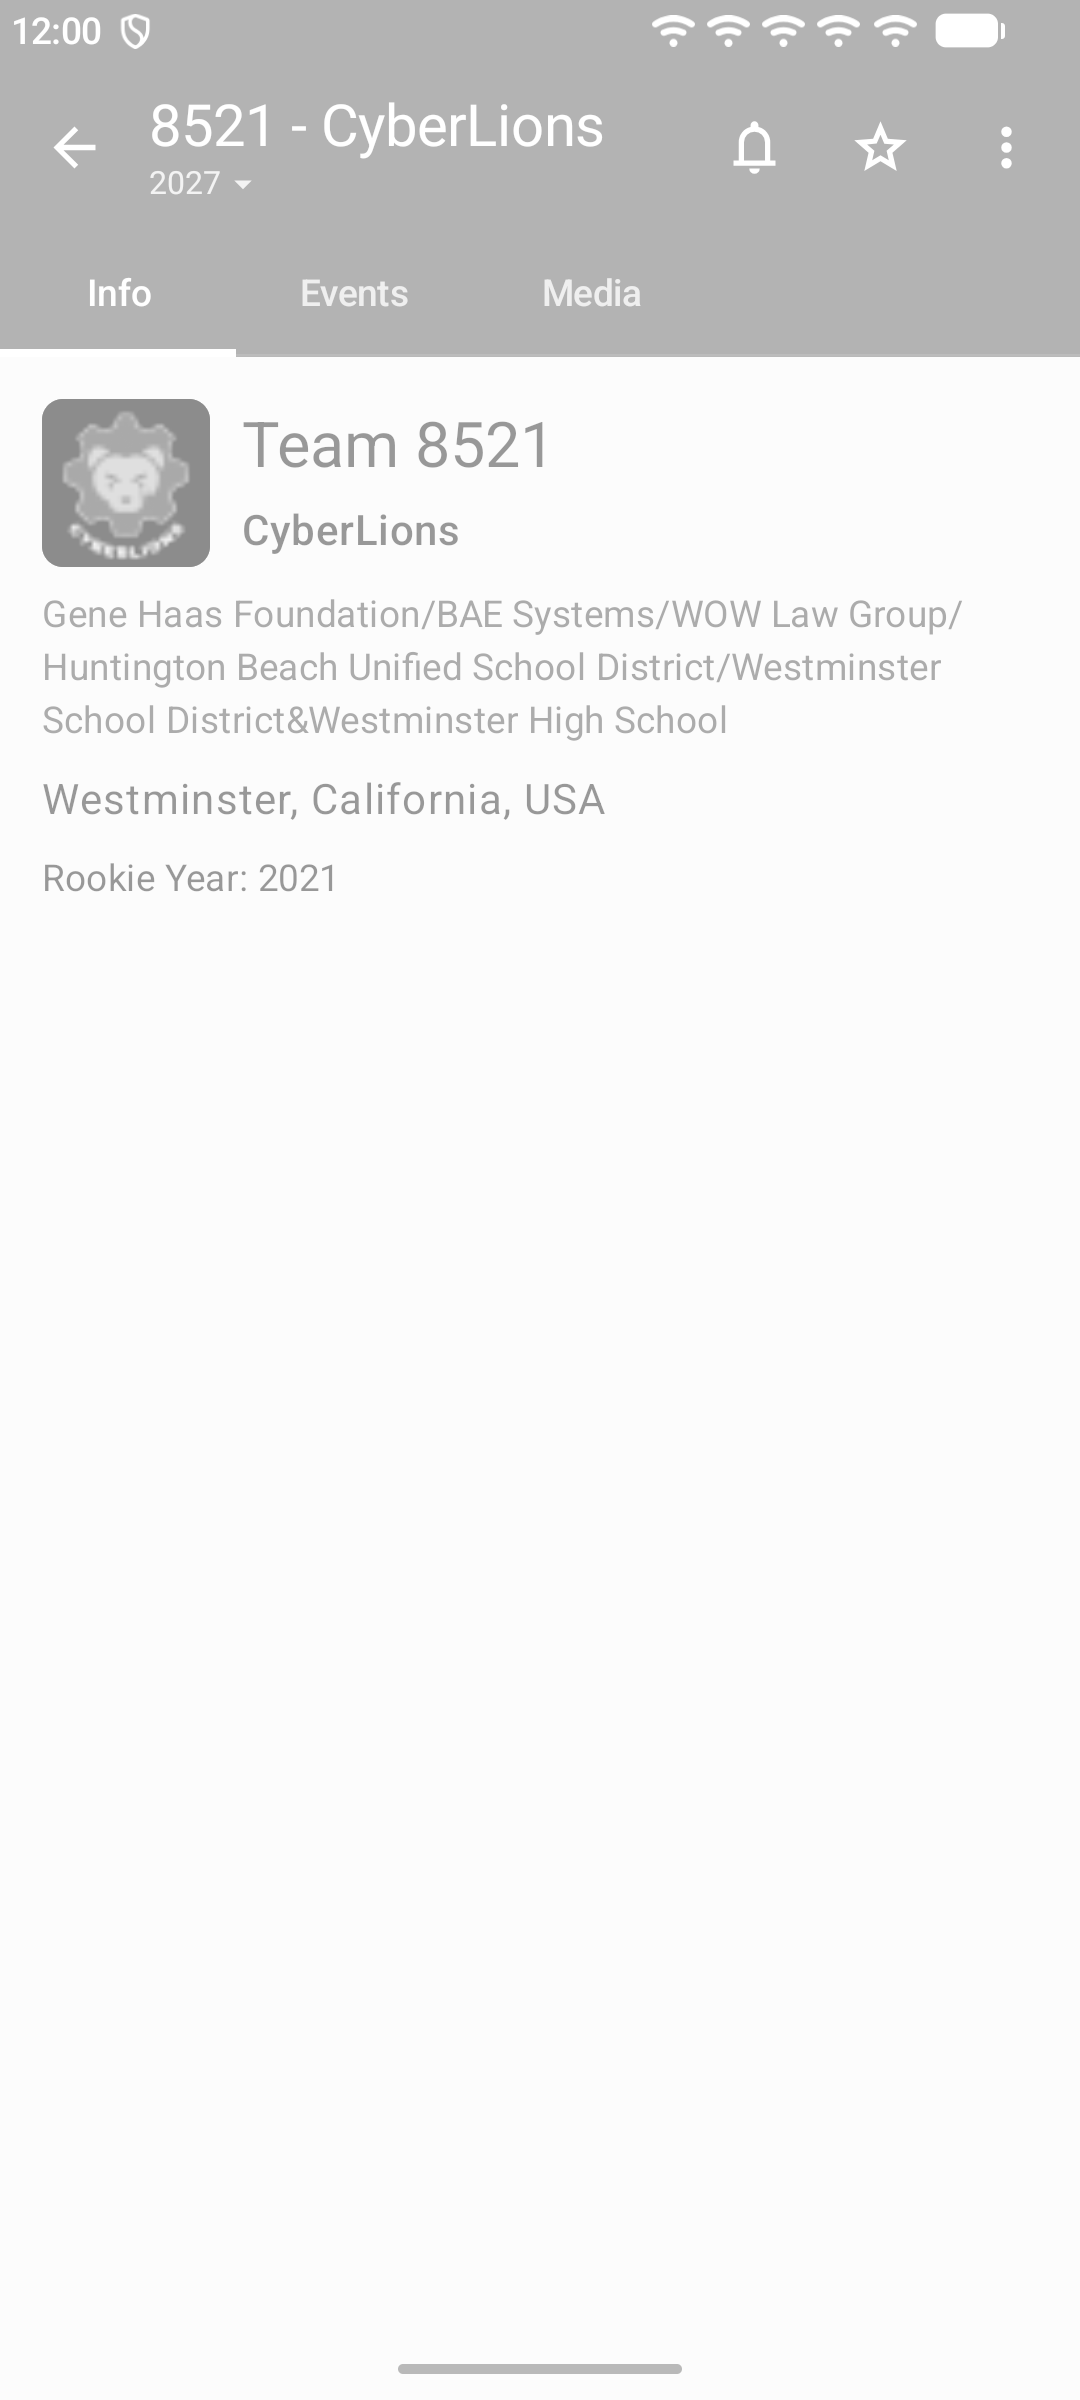 12:00
8521 - CyberLions
2027
Info Events Media
Team 8521
CyberLions
Gene Haas Foundation/BAE Systems/WOW Law Group/
Huntington Beach Unified School District/Westminster
School District&Westminster High School
Westminster, California, USA
Rookie Year: 2021